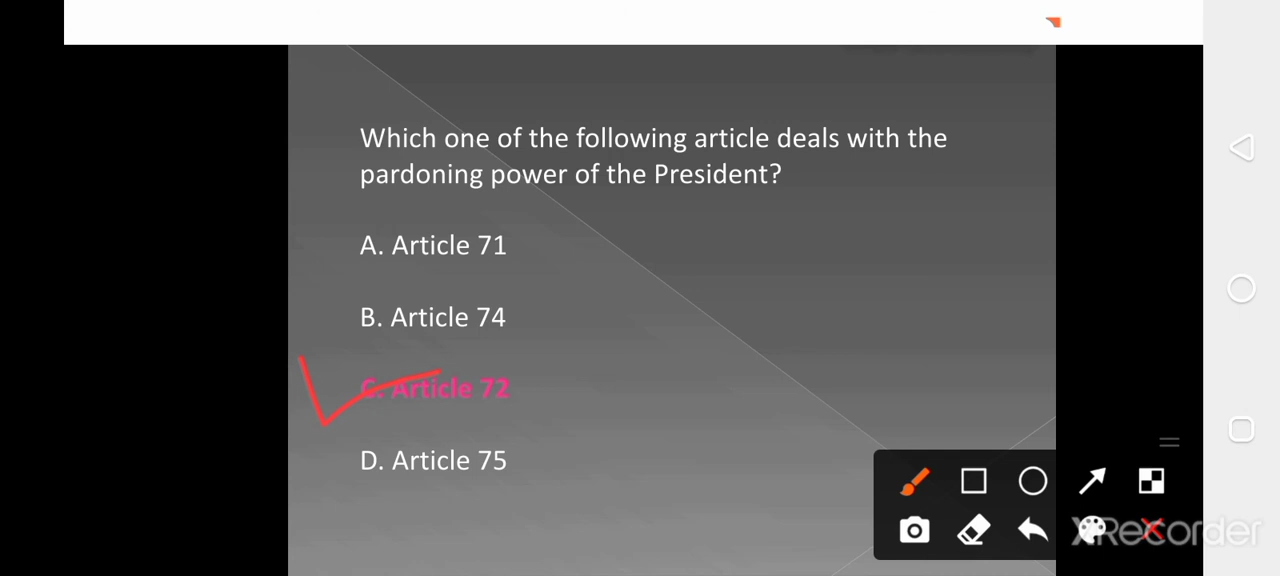 Which one of the following article deals with the
pardoning power of the President?
A. Article 71
B. Article 74
C. Article 72
D. Article 75
XRecorder